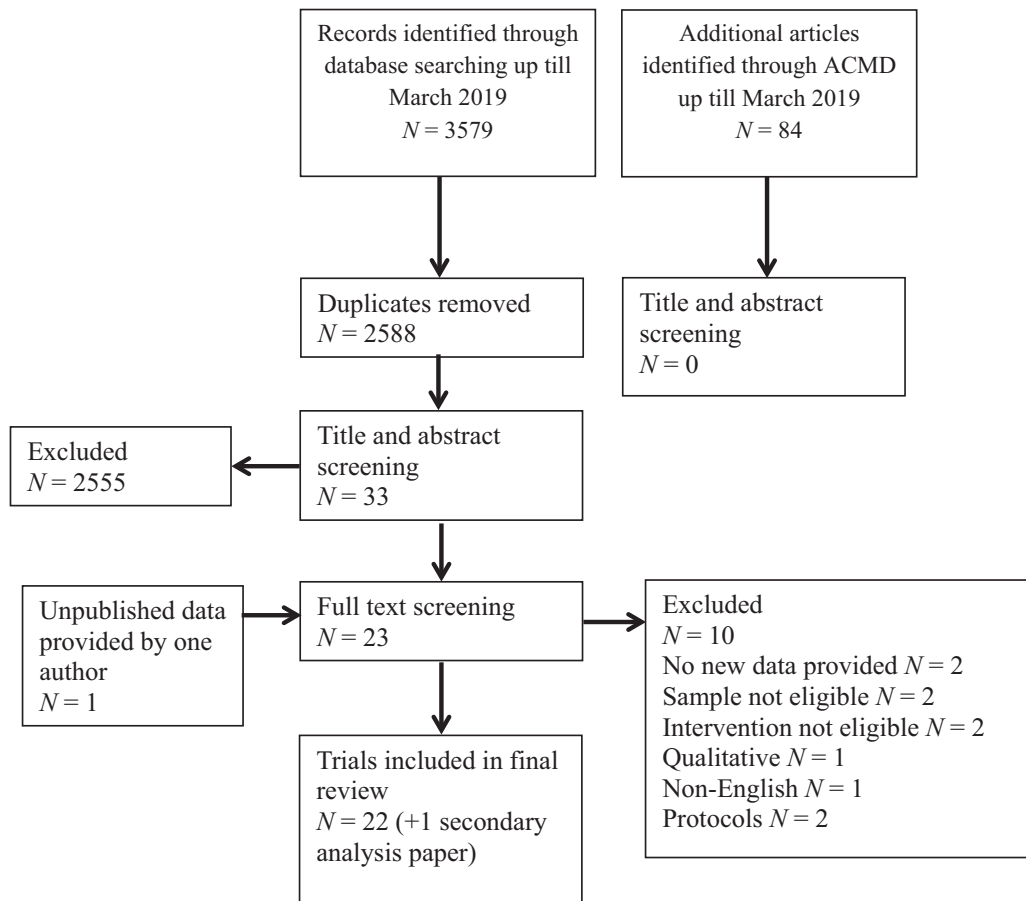 Records identified through
database searching up till
March 2019
N = 3579
Additional articles
identified through ACMD
up till March 2019
N = 84
Duplicates removed
N = 2588
Title and abstract
screening
N = 0
Title and abstract
screening
N = 33
Excluded
N = 2555
Unpublished data
provided by one
author
N = 1
Full text screening
N = 23
Excluded
N = 10
No new data provided N = 2
Sample not eligible N = 2
Intervention not eligible N = 2
Qualitative N = 1
Non-English N = 1
Protocols N = 2
Trials included in final
review
N = 22 (+1 secondary
analysis paper)